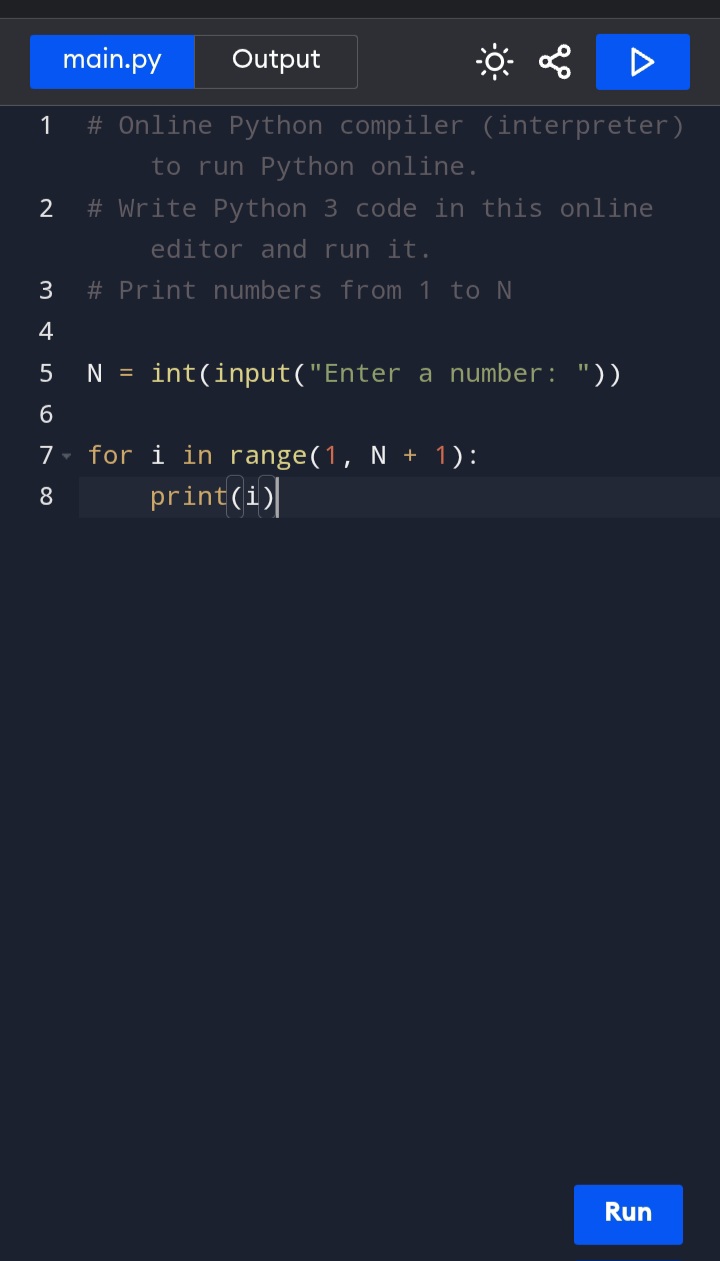 main.py Output
1 # Online Python compiler (interpreter)
to run Python online.
2 # Write Python 3 code in this online
editor and run it.
3 # Print numbers from 1 to N
4
5 N = int(input("Enter a number: "))
6
7 for i in range(1, N + 1):
8     print(i)
Run